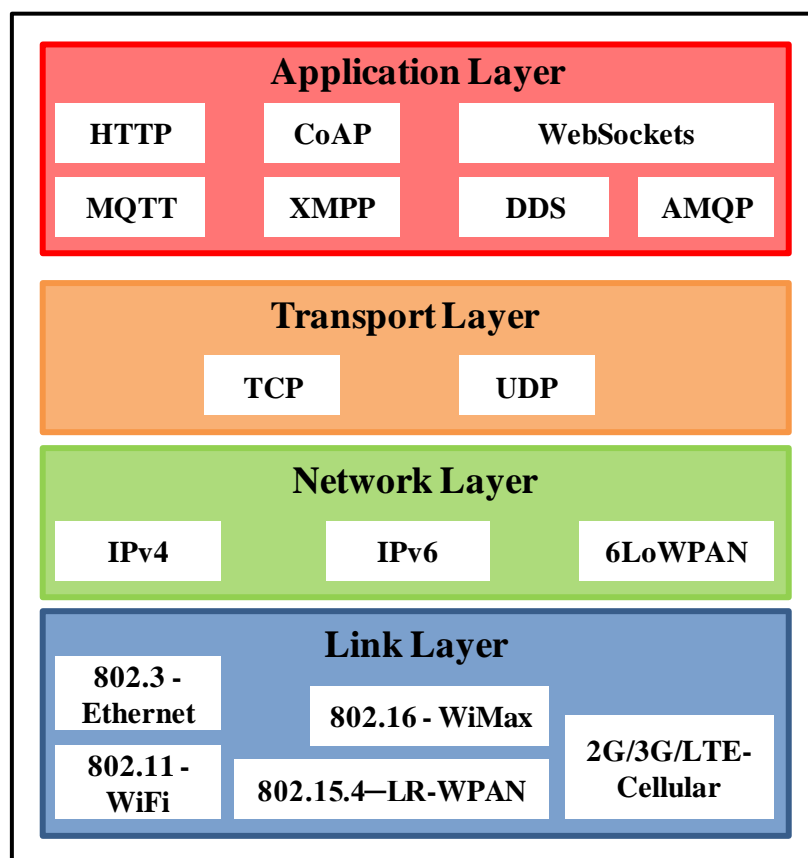 Application Layer
HTTP
CoAP
WebSockets
MQTT
XMPP
DDS
AMQP
Transport Layer
TCP
UDP
Network Layer
IPv4
IPv6
6LoWPAN
Link Layer
802.3 -
Ethernet
802.16 - WiMax
802.11 -
WiFi
802.15.4—LR-WPAN
2G/3G/LTE-
Cellular